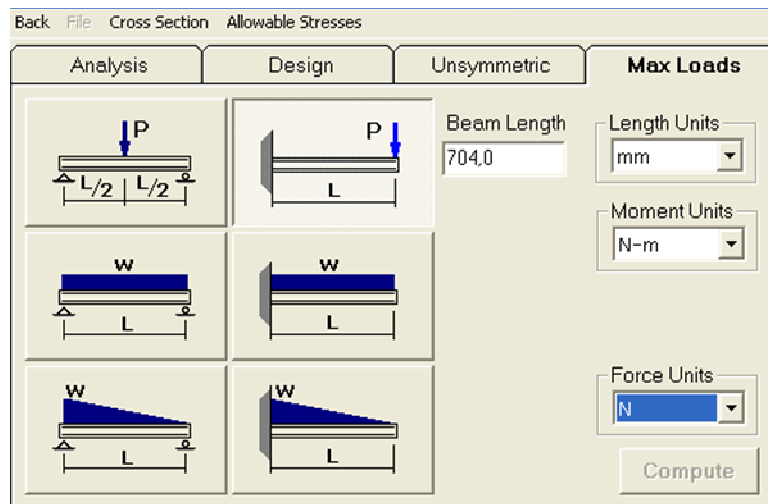 Back File Cross Section Allowable Stresses
Analysis Design Unsymmetric Max Loads
P
L/2 L/2
P
L
Beam Length
704,0
Length Units
mm
Moment Units
N-m
w
L
w
L
Force Units
N
w
L
w
L
Compute